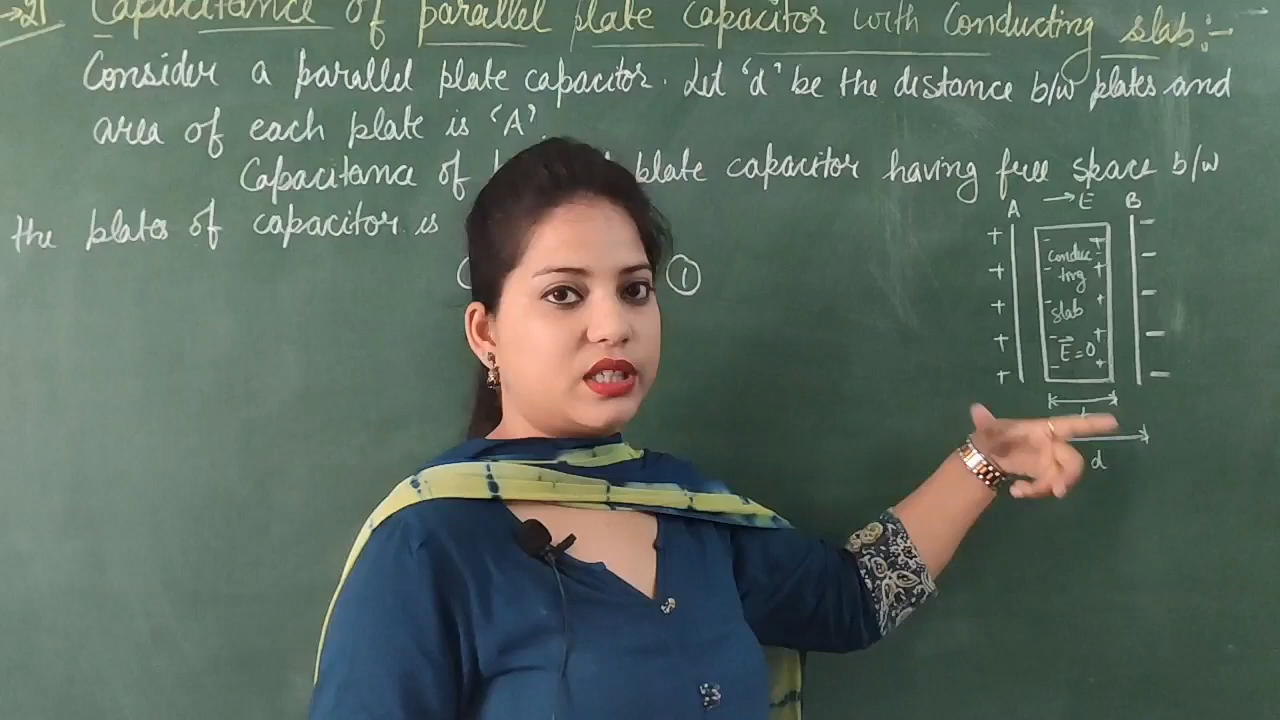 →21 Capacitance of parallel plate capacitor with conducting slab:-
Consider a parallel plate capacitor. Let 'd' be the distance b/w plates and
area of each plate is 'A'.
Capacitance of plate capacitor having free space b/w
the plates of capacitor is
①
→E
A B
conduc
ting
slab
E⃗=0
d